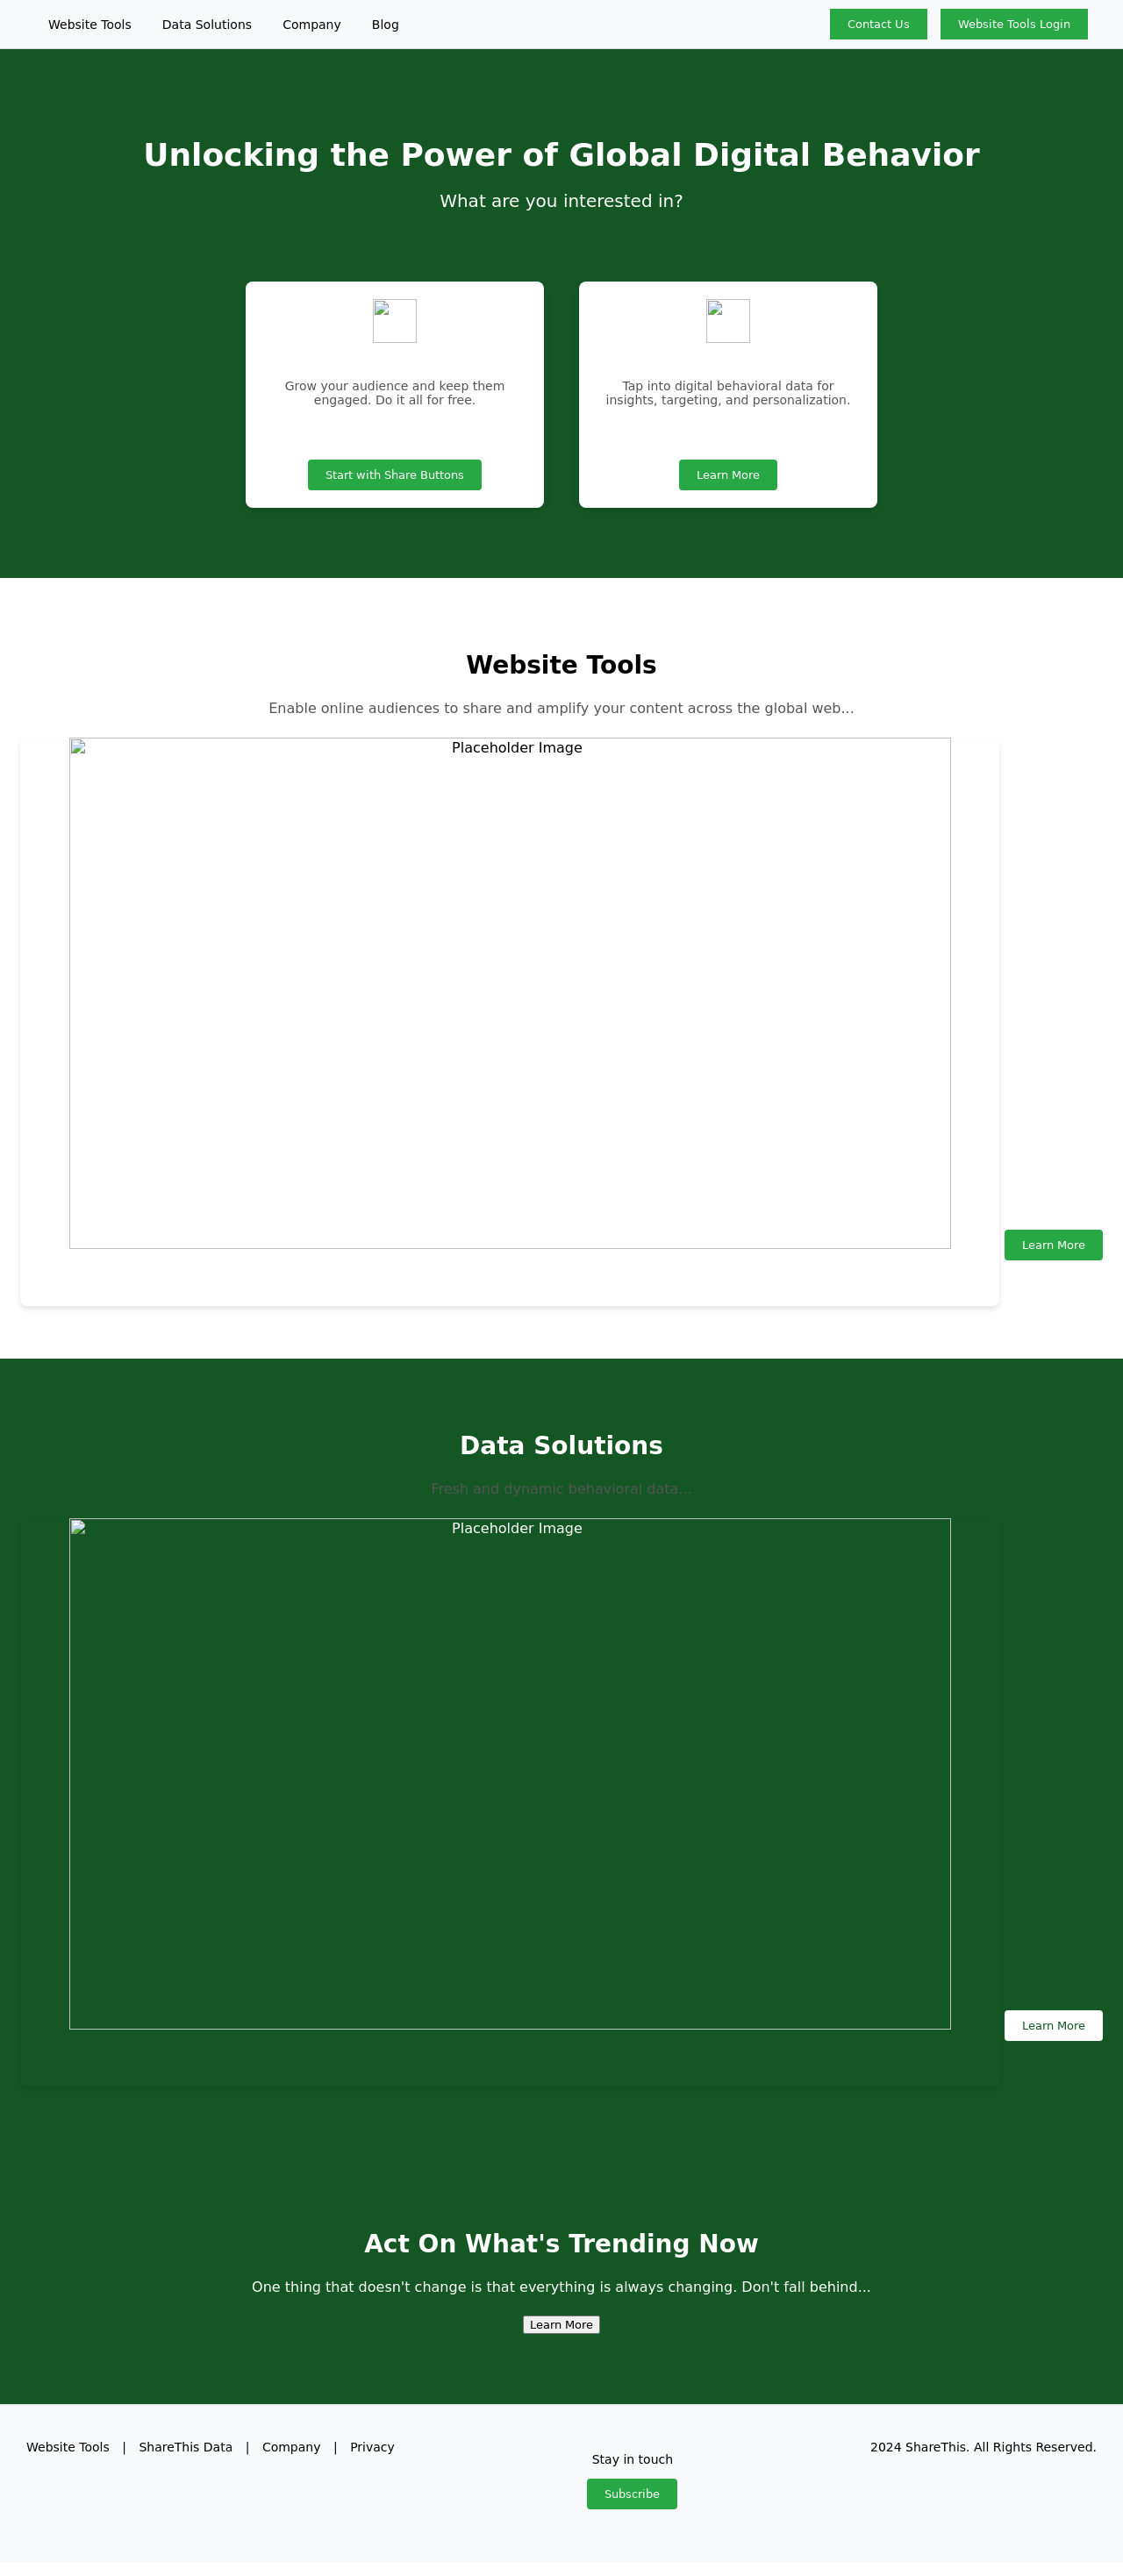 Website Tools Data Solutions Company Blog Contact Us Website Tools Login
Unlocking the Power of Global Digital Behavior
What are you interested in?
Grow your audience and keep them
engaged. Do it all for free.
Start with Share Buttons
Tap into digital behavioral data for
insights, targeting, and personalization.
Learn More
Website Tools
Enable online audiences to share and amplify your content across the global web...
Placeholder Image
Learn More
Data Solutions
Fresh and dynamic behavioral data...
Placeholder Image
Learn More
Act On What's Trending Now
One thing that doesn't change is that everything is always changing. Don't fall behind...
Learn More
Website Tools | ShareThis Data | Company | Privacy
Stay in touch
Subscribe
2024 ShareThis. All Rights Reserved.